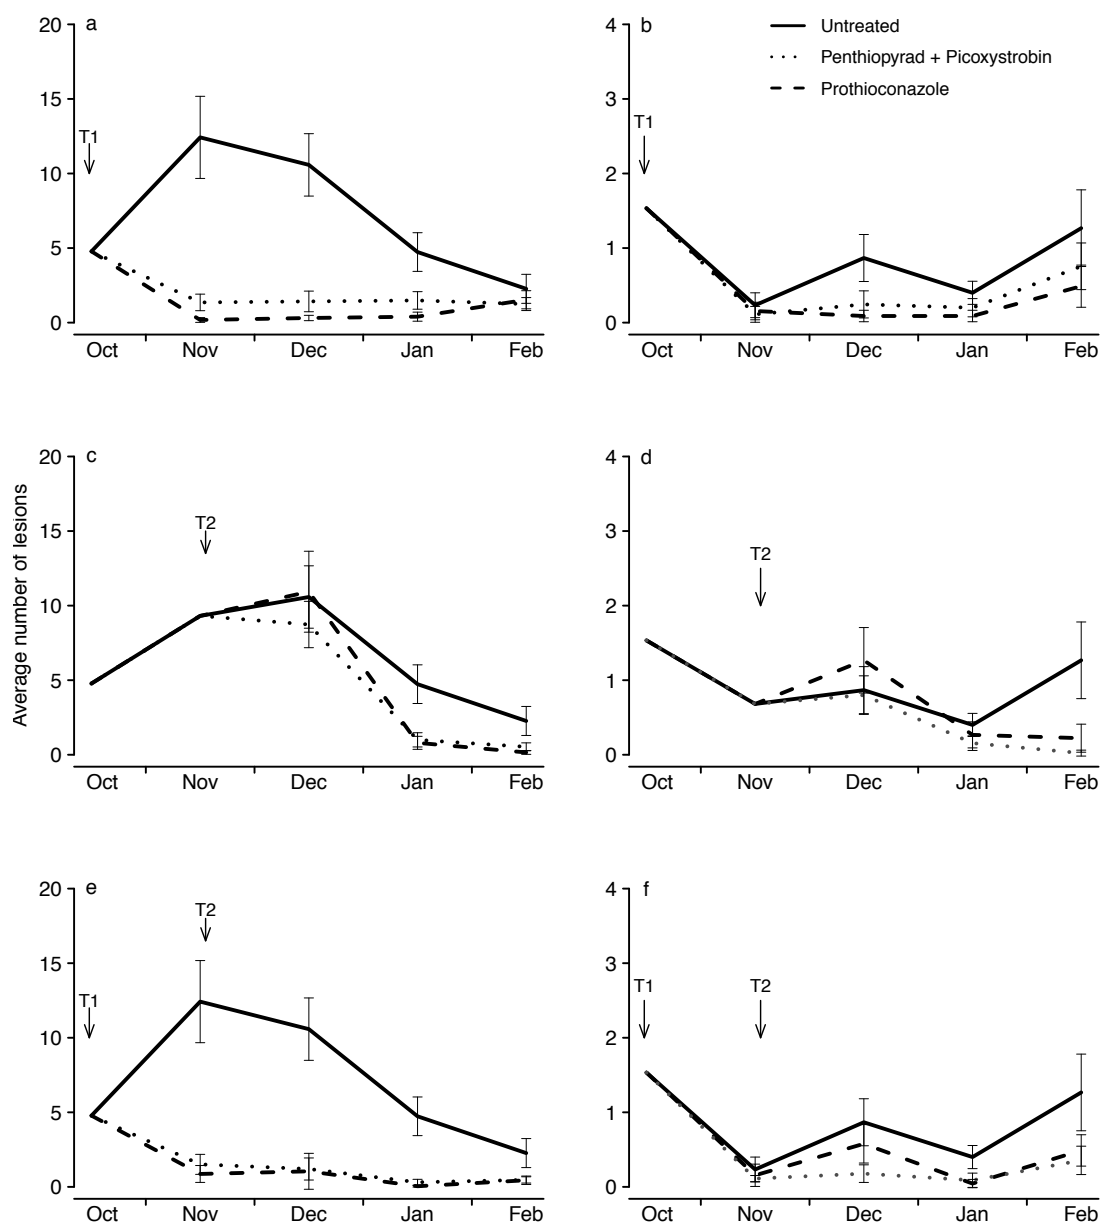 a
20
15
10
5
0
T1
Oct Nov Dec Jan Feb
b
4
3
2
1
0
T1
Untreated
Penthiopyrad + Picoxystrobin
Prothioconazole
Oct Nov Dec Jan Feb
Average number of lesions
c
20
15
10
5
0
T2
Oct Nov Dec Jan Feb
d
4
3
2
1
0
T2
Oct Nov Dec Jan Feb
e
20
15
10
5
0
T1
T2
Oct Nov Dec Jan Feb
f
4
3
2
1
0
T1 T2
Oct Nov Dec Jan Feb